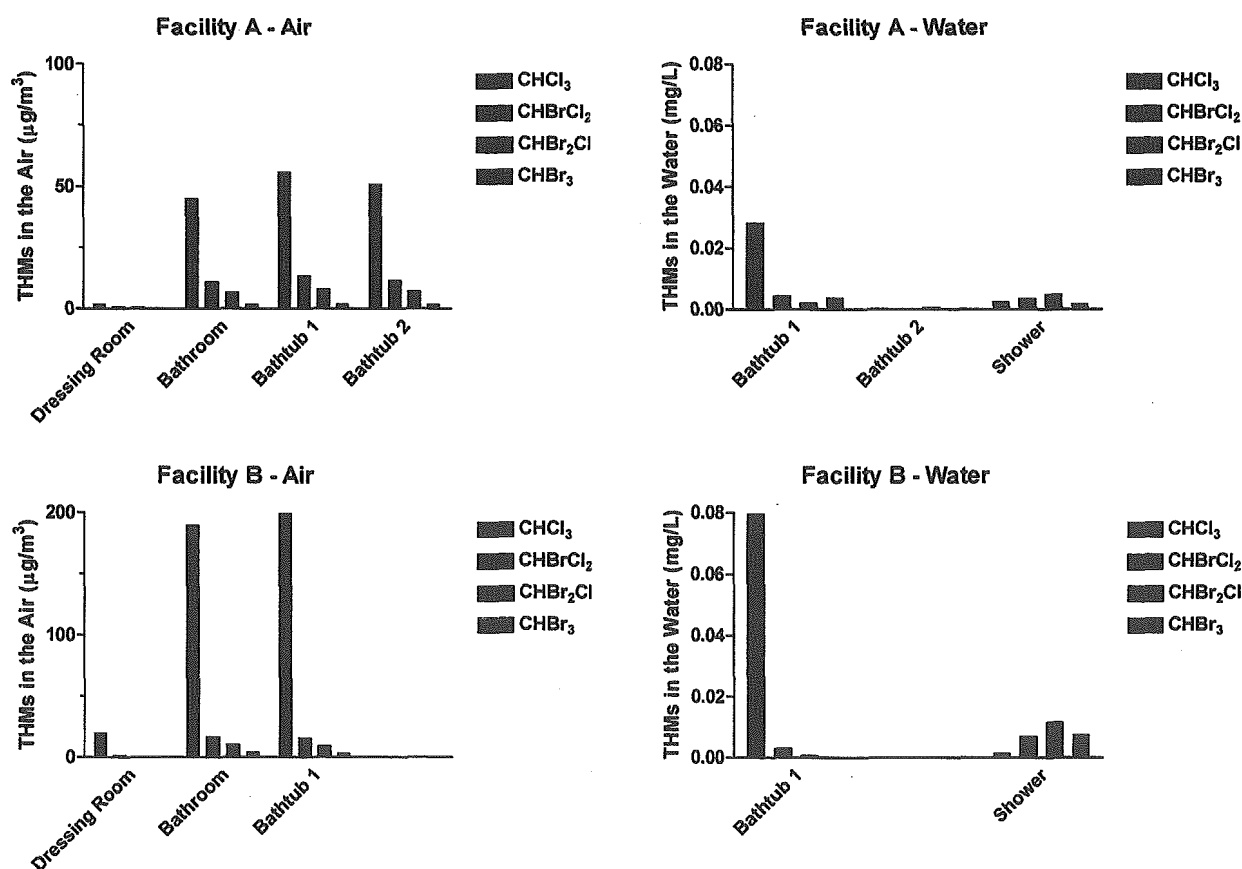 Facility A - Air
THMs in the Air (μg/m³)
100
50
0
Dressing Room
Bathroom
Bathtub 1
Bathtub 2
CHCl₃
CHBrCl₂
CHBr₂Cl
CHBr₃
Facility A - Water
THMs in the Water (mg/L)
0.08
0.06
0.04
0.02
0.00
Bathtub 1
Bathtub 2
Shower
CHCl₃
CHBrCl₂
CHBr₂Cl
CHBr₃
Facility B - Air
THMs in the Air (μg/m³)
200
100
0
Dressing Room
Bathroom
Bathtub 1
CHCl₃
CHBrCl₂
CHBr₂Cl
CHBr₃
Facility B - Water
THMs in the Water (mg/L)
0.08
0.06
0.04
0.02
0.00
Bathtub 1
Shower
CHCl₃
CHBrCl₂
CHBr₂Cl
CHBr₃